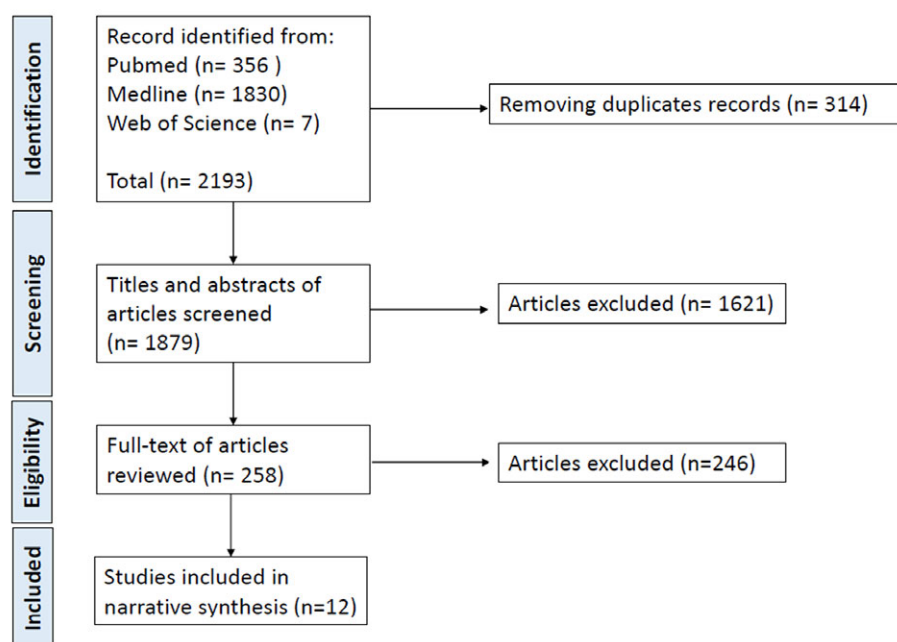 Identification
Record identified from:
Pubmed (n= 356 )
Medline (n= 1830)
Web of Science (n= 7)
Total (n= 2193)
Removing duplicates records (n= 314)
Screening
Titles and abstracts of
articles screened
(n= 1879)
Articles excluded (n= 1621)
Eligibility
Full-text of articles
reviewed (n= 258)
Articles excluded (n=246)
Included
Studies included in
narrative synthesis (n=12)